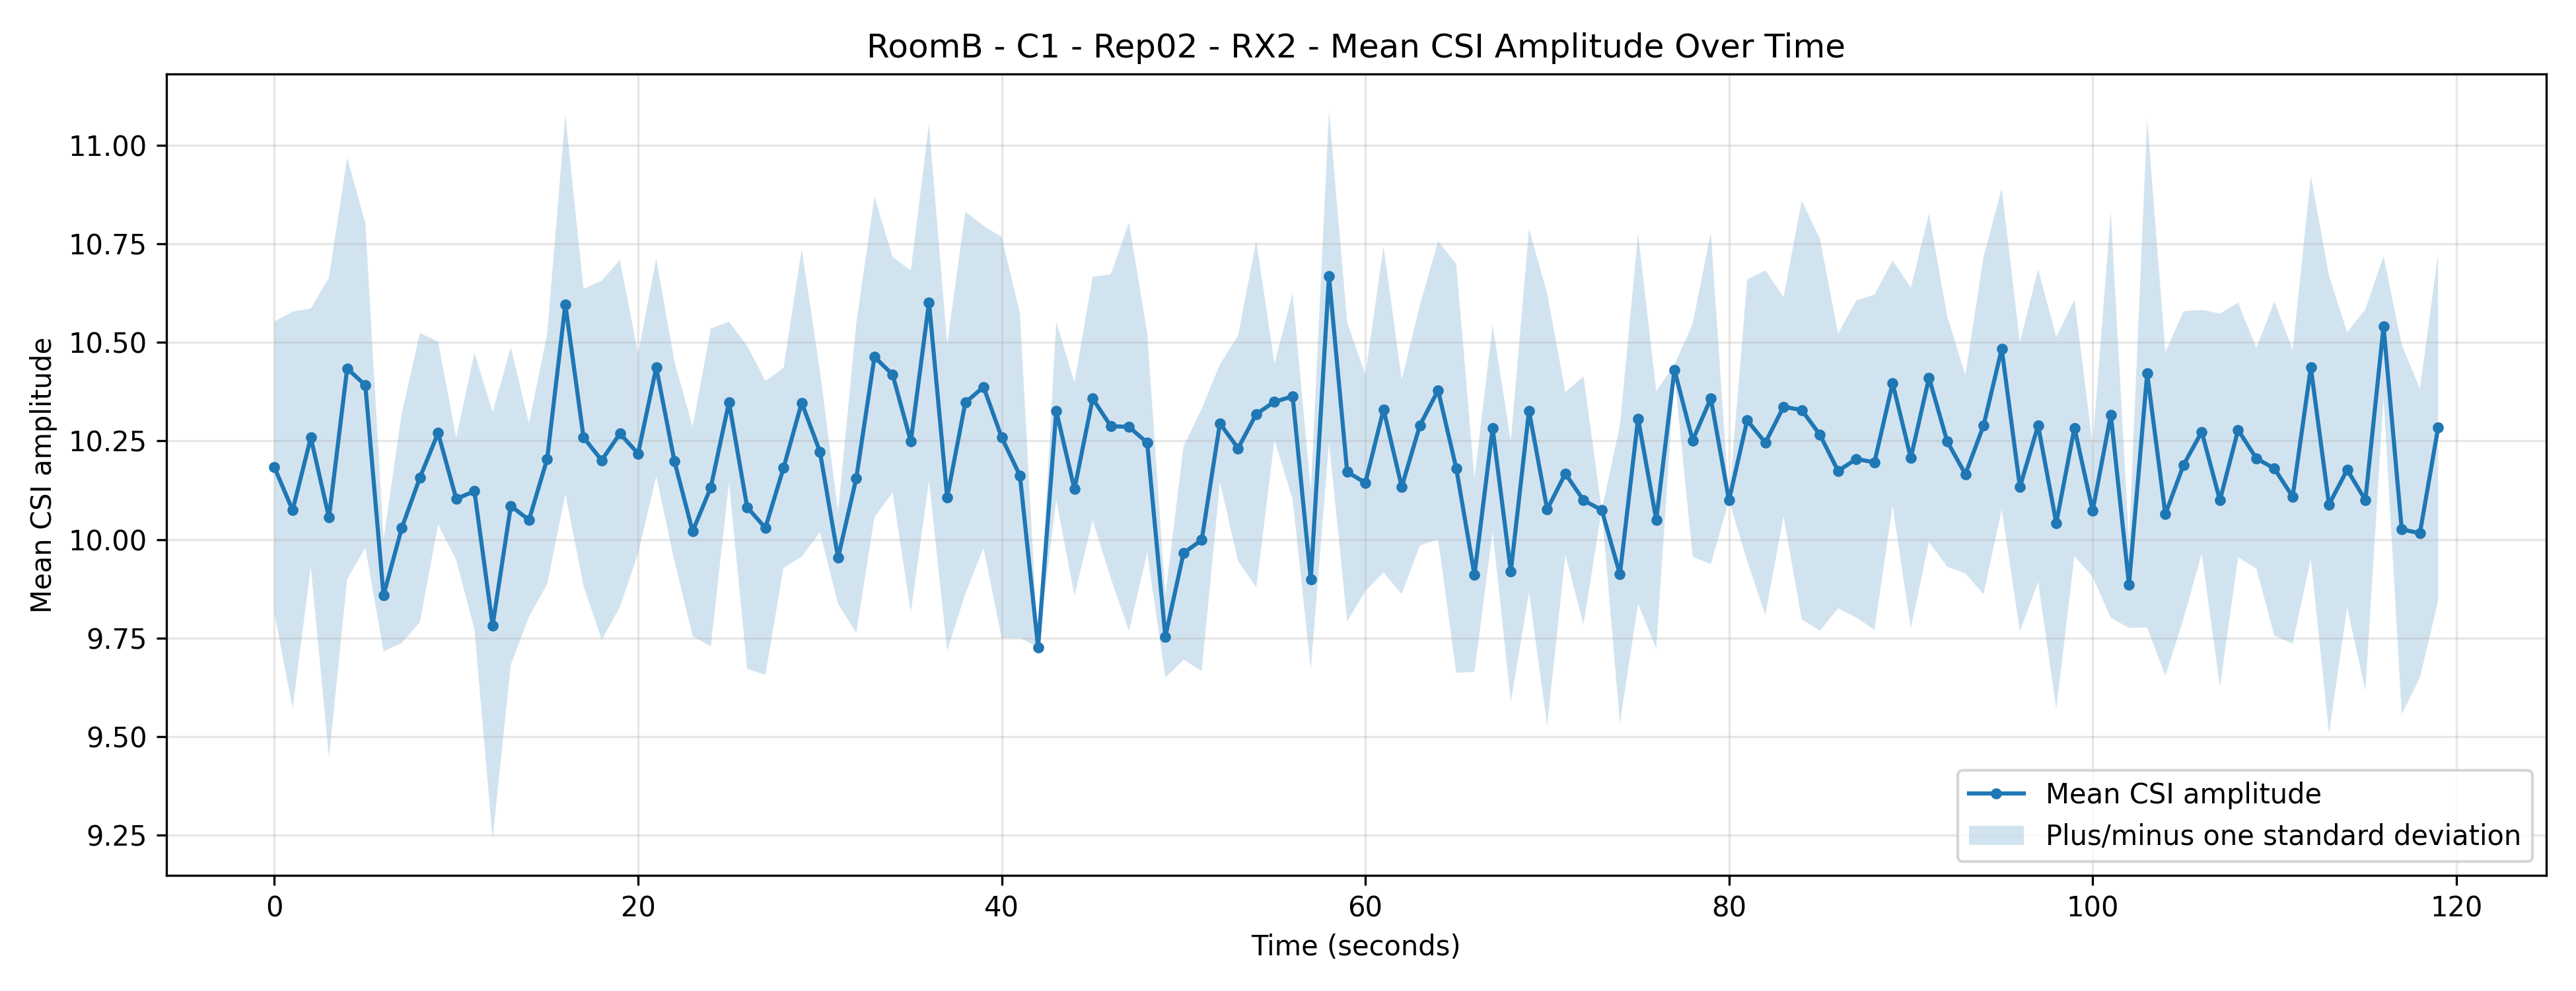 RoomB - C1 - Rep02 - RX2 - Mean CSI Amplitude Over Time
Mean CSI amplitude
11.00
10.75
10.50
10.25
10.00
9.75
9.50
9.25
Mean CSI amplitude
Plus/minus one standard deviation
0 20 40 60 80 100 120
Time (seconds)